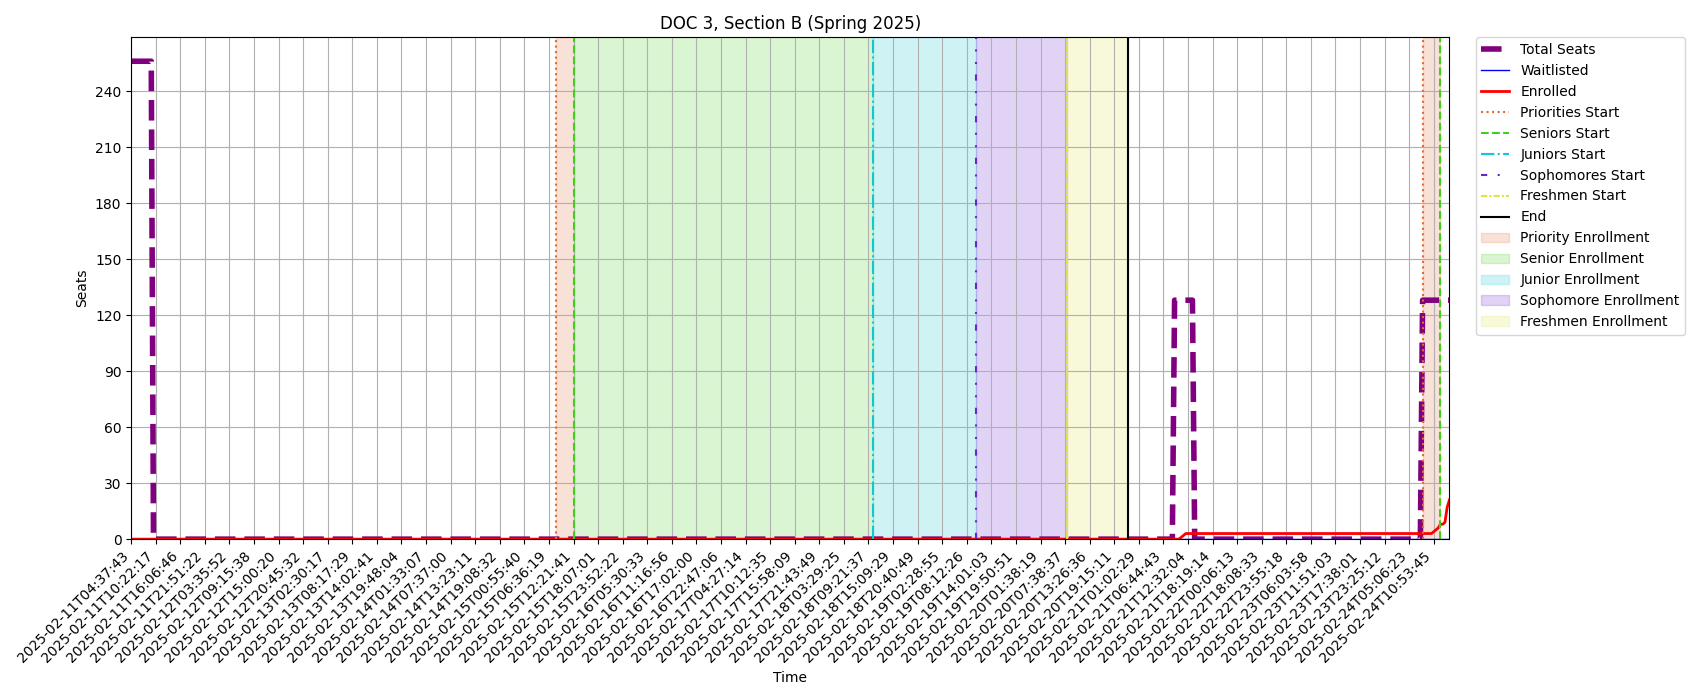 DOC 3, Section B (Spring 2025)
Seats
240
210
180
150
120
90
60
30
0
2025-02-11T04:37:43
2025-02-11T10:22:17
2025-02-11T16:06:46
2025-02-11T21:51:22
2025-02-12T03:35:52
2025-02-12T09:15:38
2025-02-12T15:00:20
2025-02-12T20:45:32
2025-02-13T02:30:17
2025-02-13T08:17:29
2025-02-13T14:02:41
2025-02-13T19:48:04
2025-02-14T01:33:07
2025-02-14T07:37:00
2025-02-14T13:23:11
2025-02-14T19:08:32
2025-02-15T00:55:40
2025-02-15T06:36:19
2025-02-15T12:21:41
2025-02-15T18:07:01
2025-02-15T23:52:22
2025-02-16T05:30:33
2025-02-16T11:16:56
2025-02-16T17:02:00
2025-02-16T22:47:06
2025-02-17T04:27:14
2025-02-17T10:12:35
2025-02-17T15:58:09
2025-02-17T21:43:49
2025-02-18T03:29:25
2025-02-18T09:21:37
2025-02-18T15:09:29
2025-02-18T20:40:49
2025-02-19T02:28:55
2025-02-19T08:12:26
2025-02-19T14:01:03
2025-02-19T19:50:51
2025-02-20T01:38:19
2025-02-20T07:38:37
2025-02-20T13:26:36
2025-02-20T19:15:11
2025-02-21T01:02:29
2025-02-21T06:44:43
2025-02-21T12:32:04
2025-02-21T18:19:14
2025-02-22T00:06:13
2025-02-22T18:08:33
2025-02-22T23:55:18
2025-02-23T06:03:58
2025-02-23T11:51:03
2025-02-23T17:38:01
2025-02-23T23:25:12
2025-02-24T05:06:23
2025-02-24T10:53:45
Time
Total Seats
Waitlisted
Enrolled
Priorities Start
Seniors Start
Juniors Start
Sophomores Start
Freshmen Start
End
Priority Enrollment
Senior Enrollment
Junior Enrollment
Sophomore Enrollment
Freshmen Enrollment